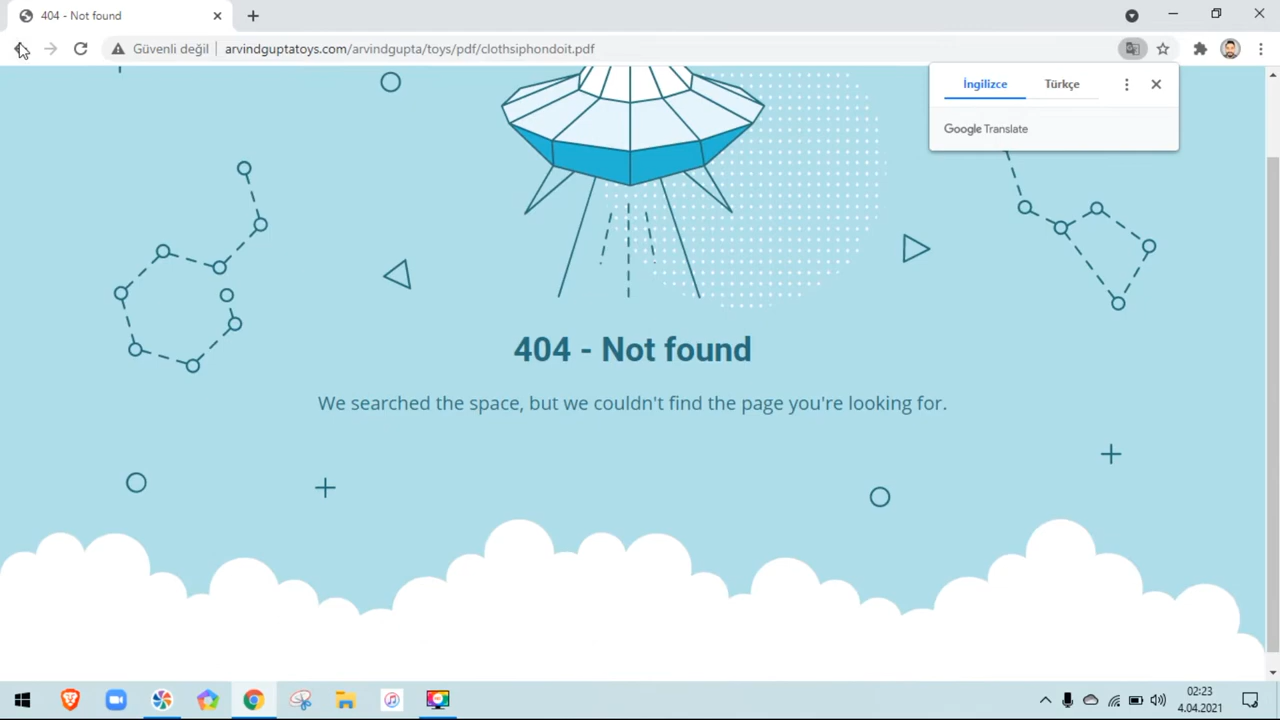 404 - Not found
Güvenli değil
arvindguptatoys.com/arvindgupta/toys/pdf/clothsiphondoit.pdf
İngilizce
Türkçe
Google Translate
404 - Not found
We searched the space, but we couldn't find the page you're looking for.
02:23
4.04.2021